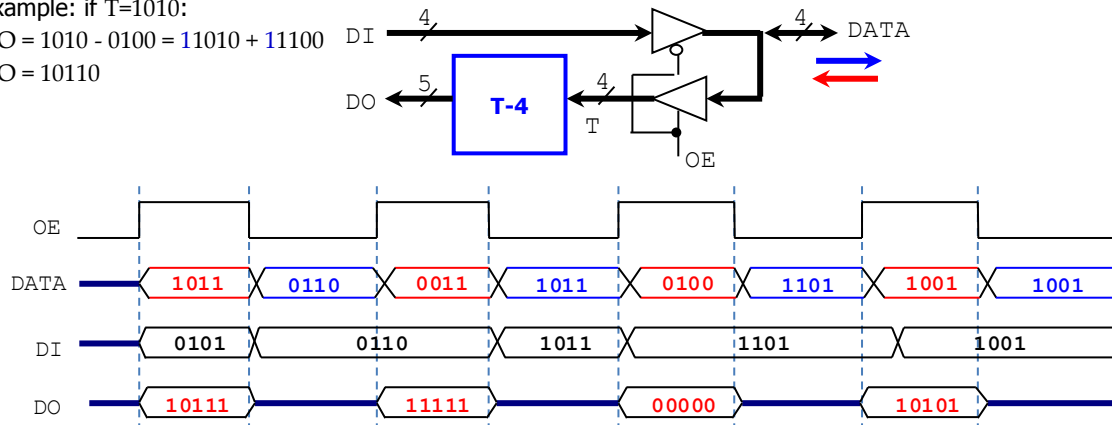 xample: if T=1010:
O = 1010 - 0100 = 11010 + 11100
O = 10110
DI 4 4 DATA
DO 5 T-4 4
T
OE
OE
DATA 1011 0110 0011 1011 0100 1101 1001 1001
DI 0101 0110 1011 1101 1001
DO 10111 11111 00000 10101